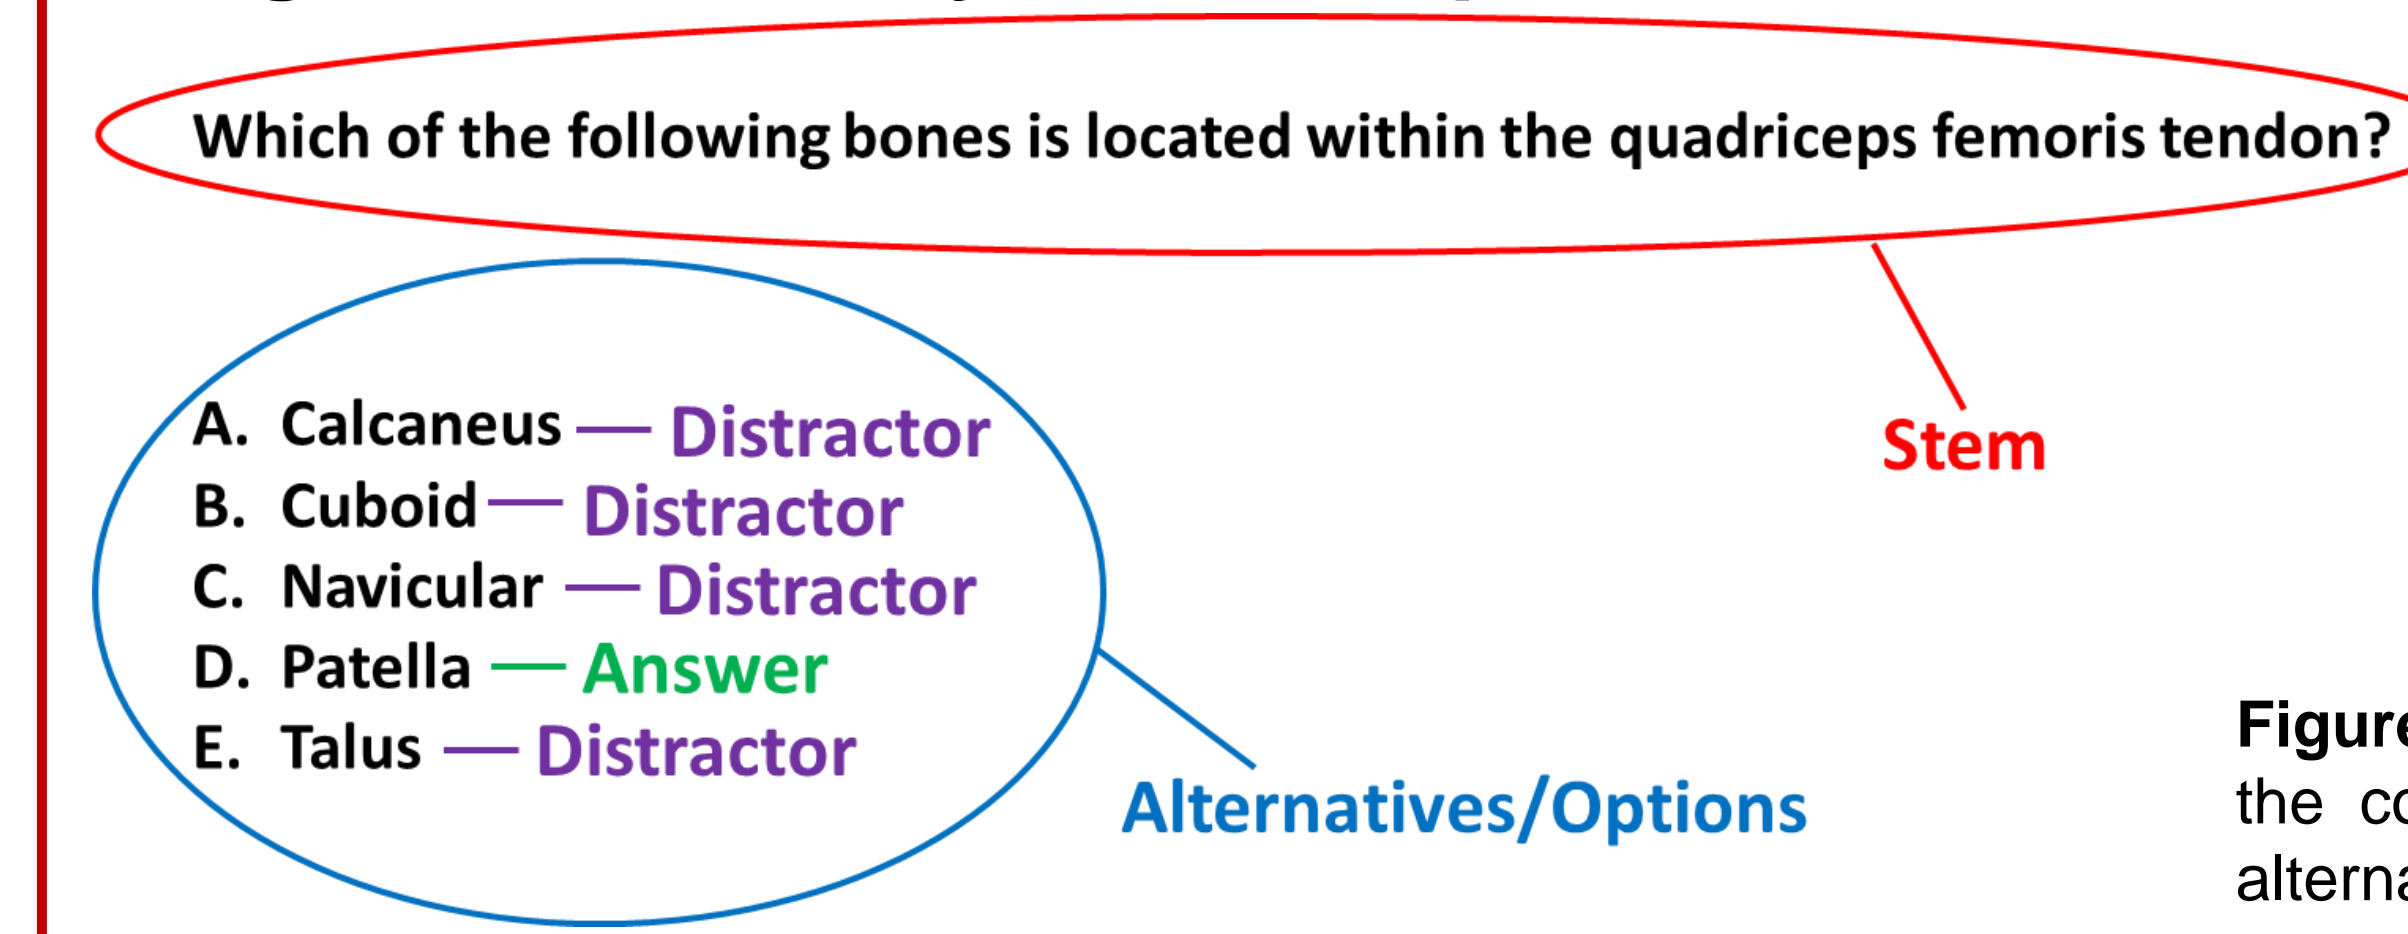 Which of the following bones is located within the quadriceps femoris tendon?
Stem
A. Calcaneus — Distractor
B. Cuboid — Distractor
C. Navicular — Distractor
D. Patella — Answer
E. Talus — Distractor
Alternatives/Options
Figure
the